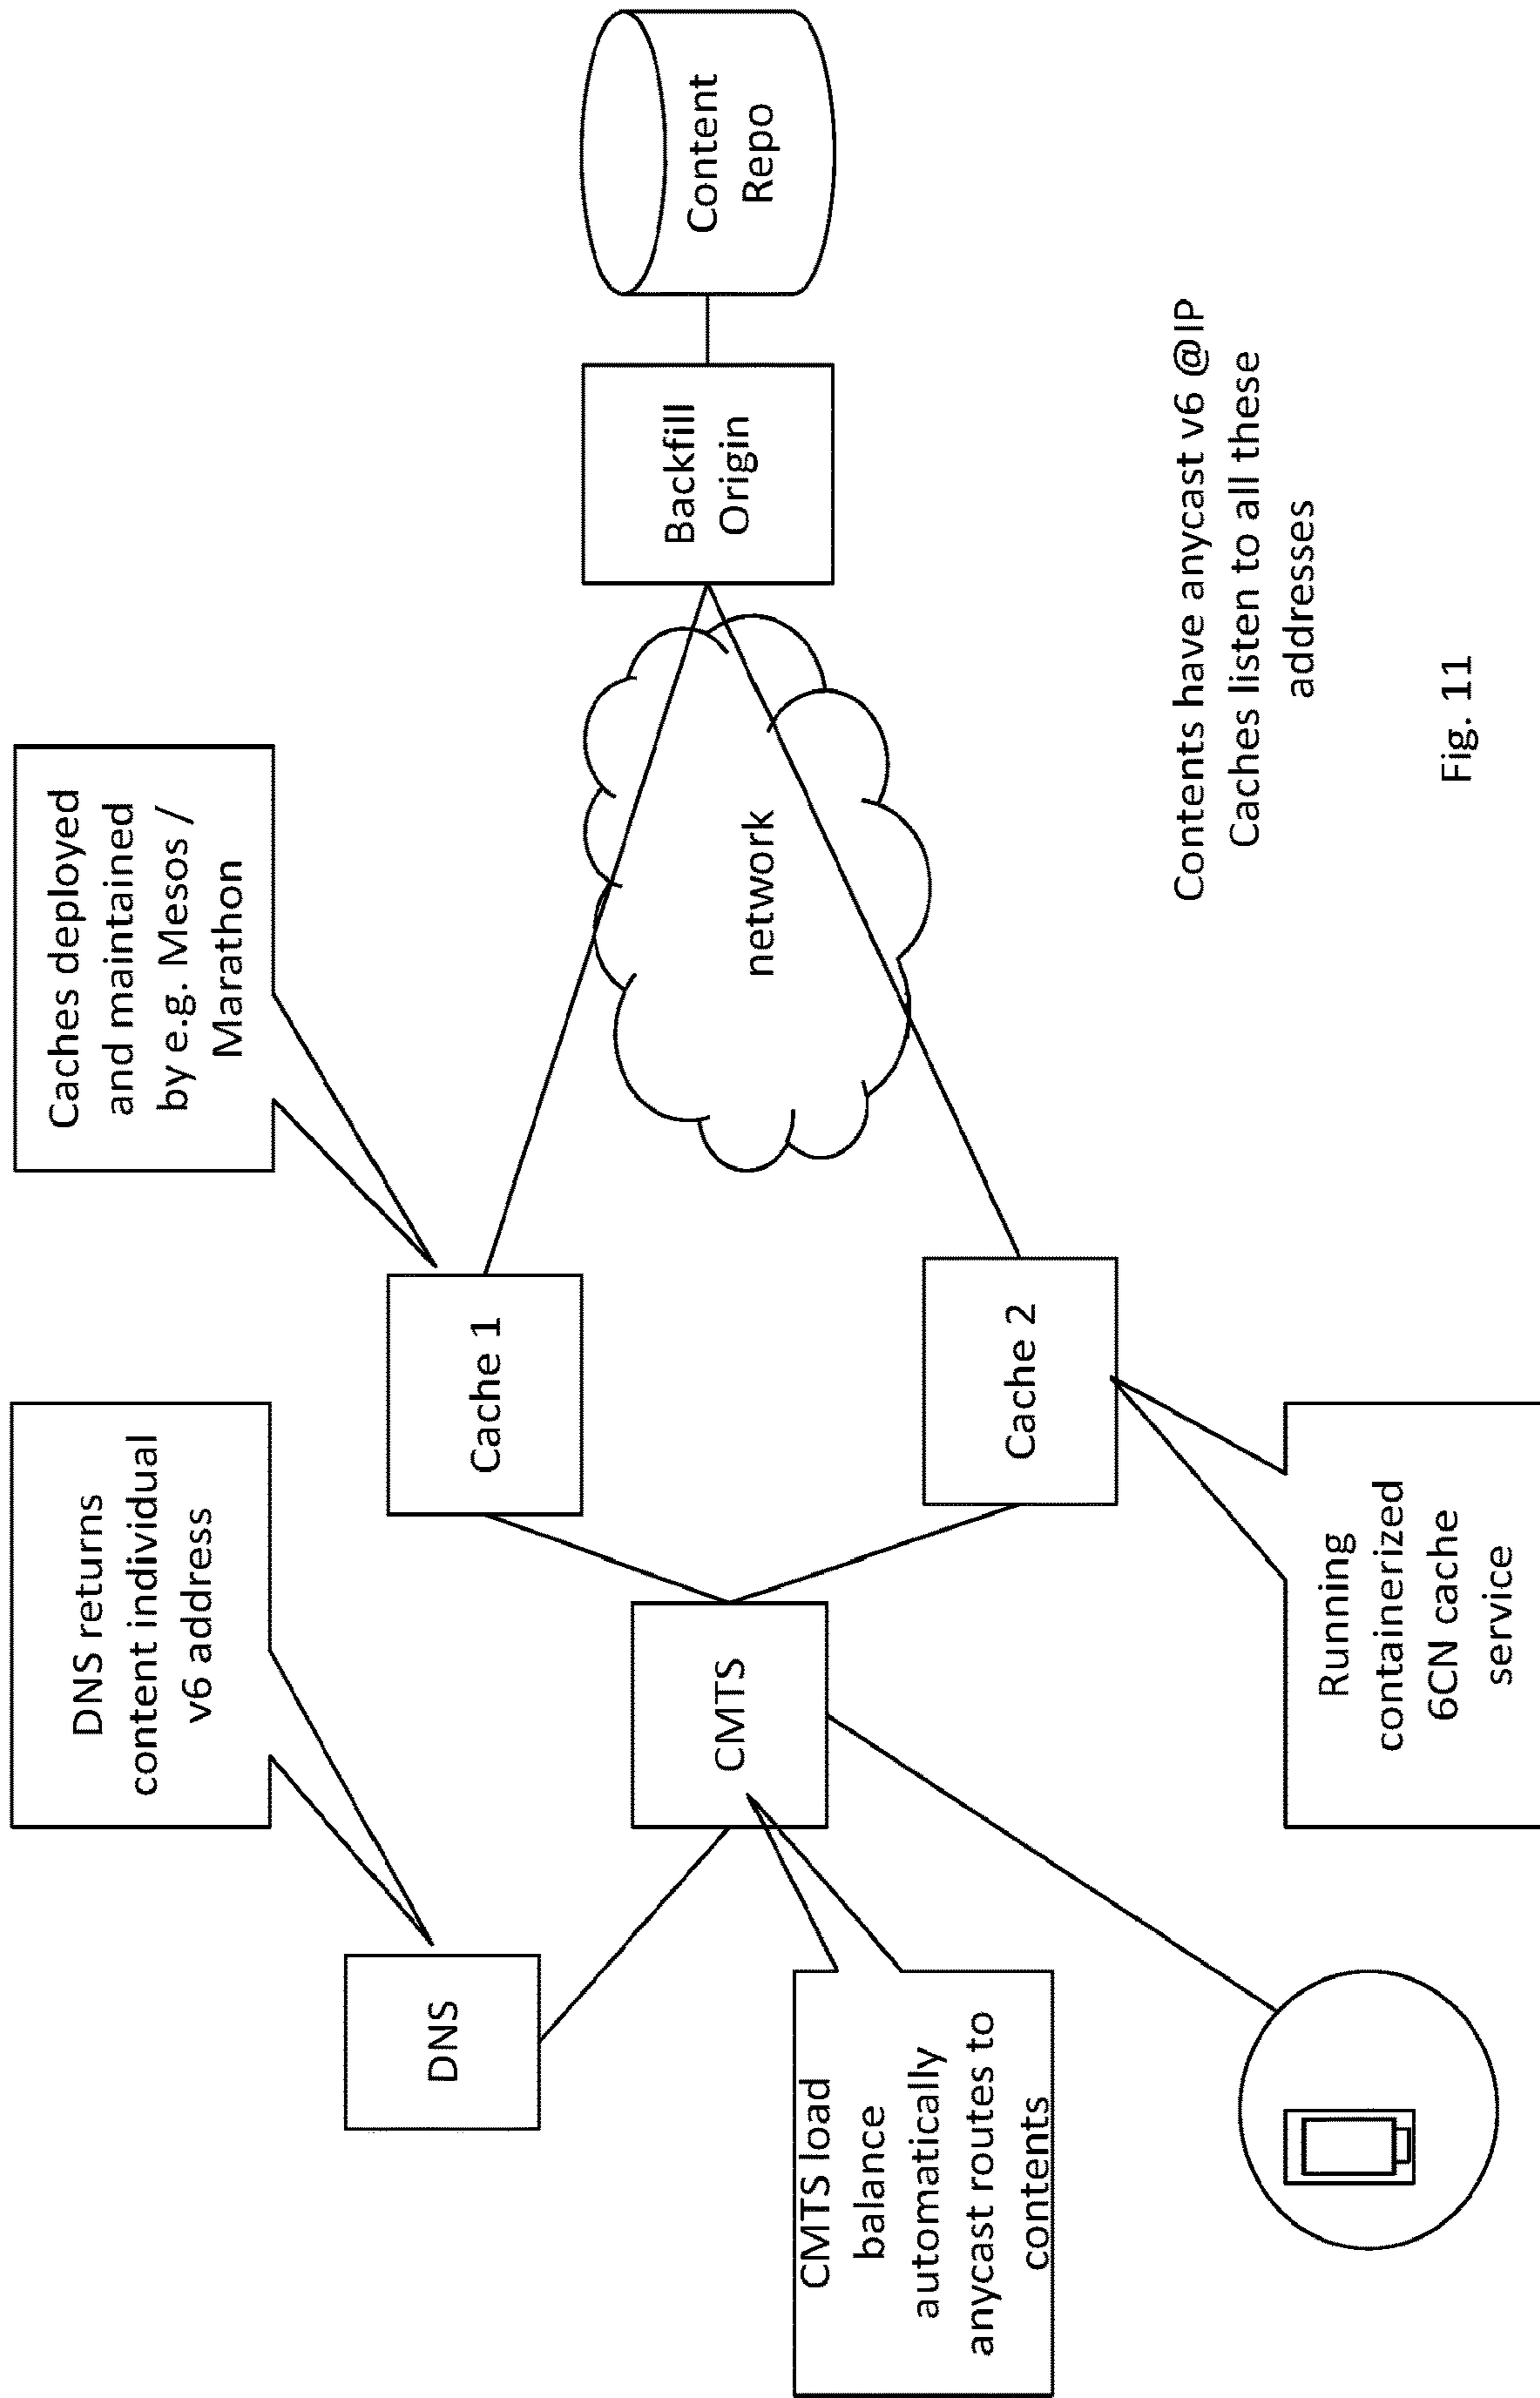 DNS returns
content individual
v6 address
Caches deployed
and maintained
by e.g. Mesos /
Marathon
DNS
Cache 1
CMTS load
balance
automatically
anycast routes to
contents
CMTS
network
Backfill
Origin
Content
Repo
Cache 2
Running
containerized
6CN cache
service
Contents have anycast v6 @IP
Caches listen to all these
addresses
Fig. 11